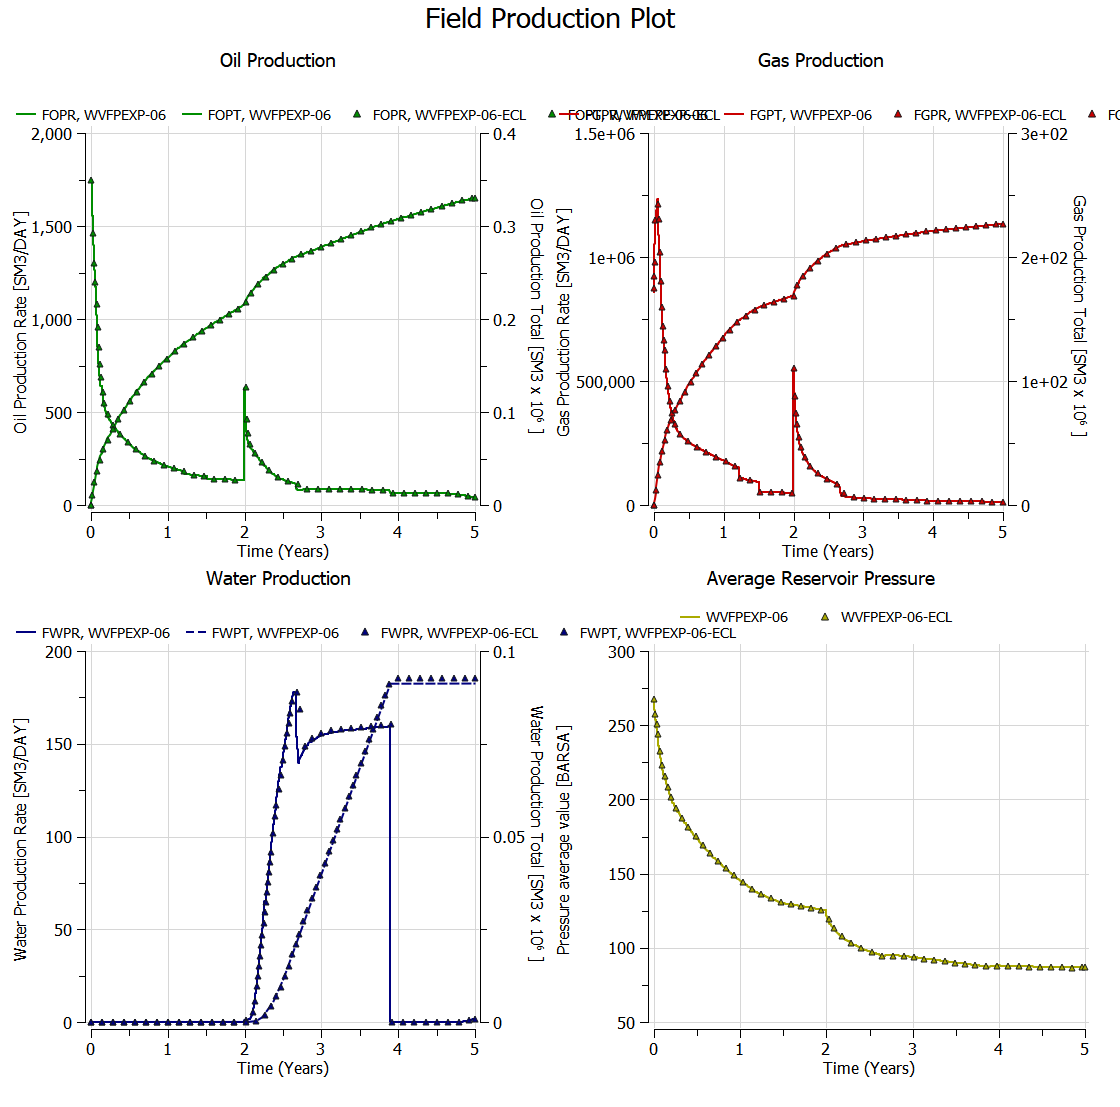 Field Production Plot
Oil Production
FOPR, WVFPEXP-06 FOPT, WVFPEXP-06 FOPR, WVFPEXP-06-ECL
2,000
1,500
1,000
500
0
0.4
0.3
0.2
0.1
0
Oil Production Rate [SM3/DAY]
Oil Production Total [SM3 x 10⁶ ]
0 1 2 3 4 5
Time (Years)
Gas Production
FGPT, WVFPEXP-06 FGPR, WVFPEXP-06-ECL
1.5e+06
1e+06
500,000
0
3e+02
2e+02
1e+02
0
Gas Production Rate [SM3/DAY]
Gas Production Total [SM3 x 10⁶ ]
0 1 2 3 4 5
Time (Years)
Water Production
FWPR, WVFPEXP-06 FWPT, WVFPEXP-06 FWPR, WVFPEXP-06-ECL FWPT, WVFPEXP-06-ECL
200
150
100
50
0
0.1
0.05
0
Water Production Rate [SM3/DAY]
Water Production Total [SM3 x 10⁶ ]
0 1 2 3 4 5
Time (Years)
Average Reservoir Pressure
WVFPEXP-06 WVFPEXP-06-ECL
300
250
200
150
100
50
Pressure average value [BARSA]
0 1 2 3 4 5
Time (Years)